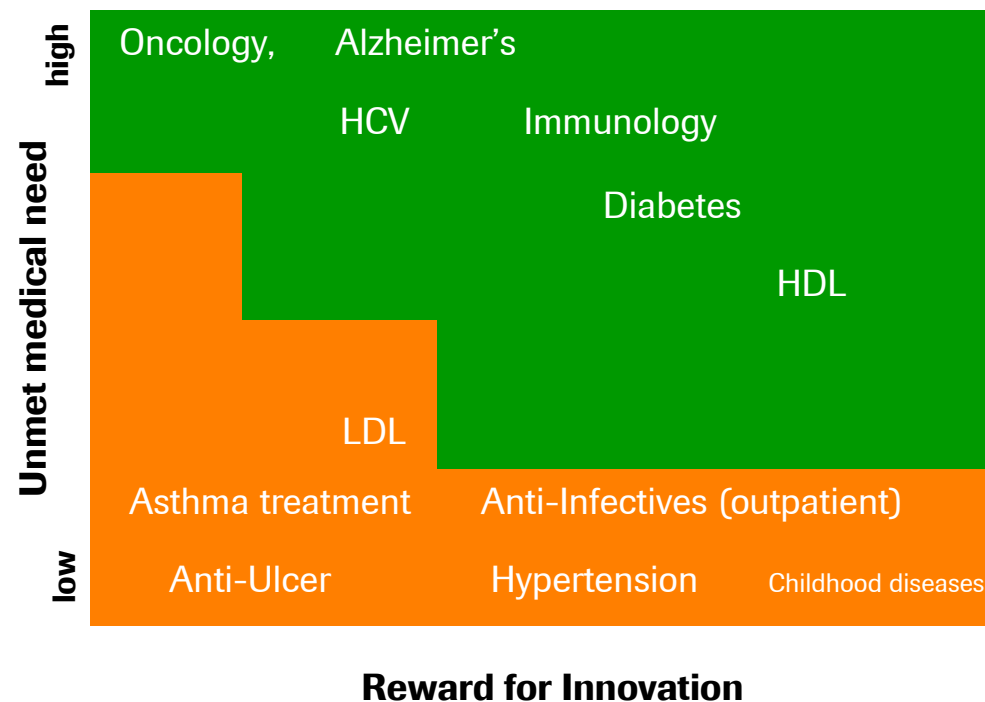 high
Oncology, Alzheimer’s
HCV Immunology
Unmet medical need
Diabetes
HDL
LDL
Asthma treatment Anti-Infectives (outpatient)
low
Anti-Ulcer Hypertension Childhood diseases
Reward for Innovation